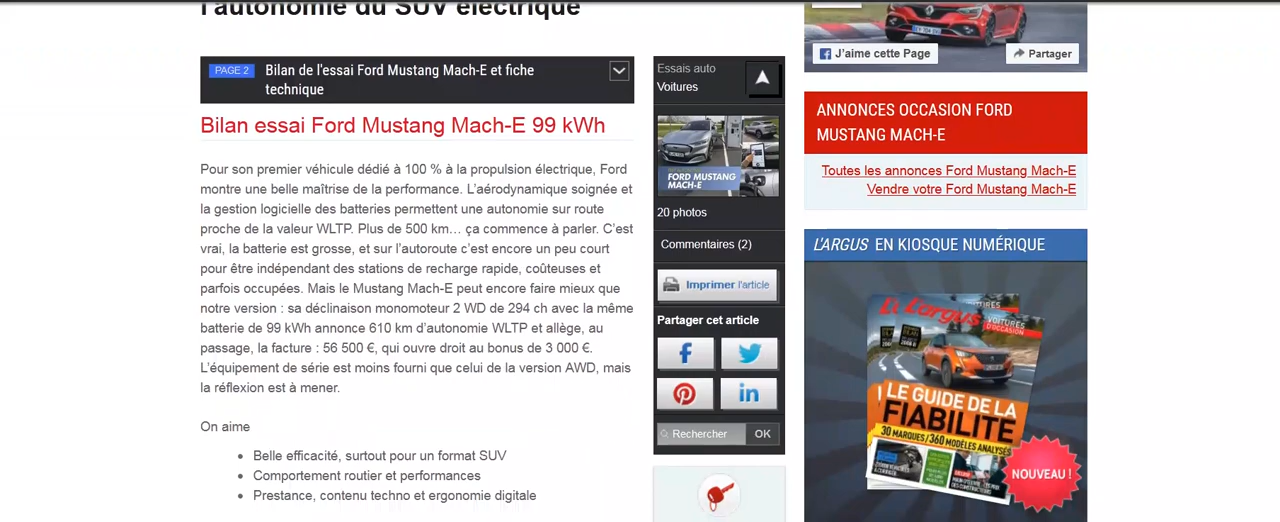 l'autonomie du SUV électrique
PAGE 2
Bilan de l'essai Ford Mustang Mach-E et fiche
technique
Bilan essai Ford Mustang Mach-E 99 kWh
Pour son premier véhicule dédié à 100 % à la propulsion électrique, Ford
montre une belle maîtrise de la performance. L’aérodynamique soignée et
la gestion logicielle des batteries permettent une autonomie sur route
proche de la valeur WLTP. Plus de 500 km… ça commence à parler. C’est
vrai, la batterie est grosse, et sur l’autoroute c’est encore un peu court
pour être indépendant des stations de recharge rapide, coûteuses et
parfois occupées. Mais le Mustang Mach-E peut encore faire mieux que
notre version : sa déclinaison monomoteur 2 WD de 294 ch avec la même
batterie de 99 kWh annonce 610 km d’autonomie WLTP et allège, au
passage, la facture : 56 500 €, qui ouvre droit au bonus de 3 000 €.
L’équipement de série est moins fourni que celui de la version AWD, mais
la réflexion est à mener.
On aime
• Belle efficacité, surtout pour un format SUV
• Comportement routier et performances
• Prestance, contenu techno et ergonomie digitale
Essais auto
Voitures
FORD MUSTANG
MACH-E
20 photos
Commentaires (2)
Imprimer l'article
Partager cet article
Rechercher
OK
J’aime cette Page
Partager
ANNONCES OCCASION FORD
MUSTANG MACH-E
Toutes les annonces Ford Mustang Mach-E
Vendre votre Ford Mustang Mach-E
L'ARGUS EN KIOSQUE NUMÉRIQUE
L'argus
VOITURES
D'OCCASION
LE GUIDE DE LA
FIABILITÉ
30 MARQUES/360 MODÈLES ANALYSÉS
NOUVEAU !